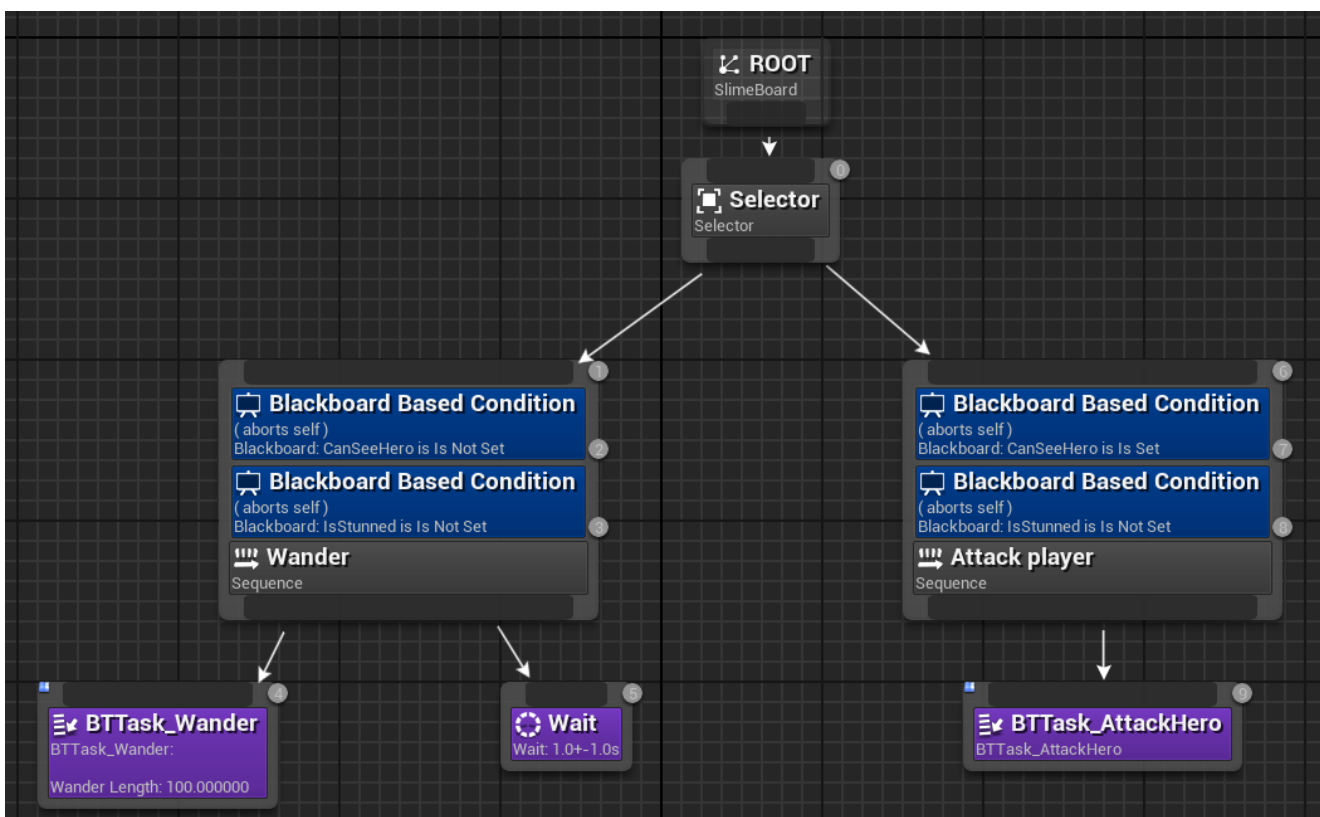 ROOT
SlimeBoard
0
Selector
Selector
1
Blackboard Based Condition
( aborts self )
Blackboard: CanSeeHero is Is Not Set
2
Blackboard Based Condition
( aborts self )
Blackboard: IsStunned is Is Not Set
3
Wander
Sequence
6
Blackboard Based Condition
( aborts self )
Blackboard: CanSeeHero is Is Set
7
Blackboard Based Condition
( aborts self )
Blackboard: IsStunned is Is Not Set
8
Attack player
Sequence
4
BTTask_Wander
BTTask_Wander:
Wander Length: 100.000000
5
Wait
Wait: 1.0+-1.0s
9
BTTask_AttackHero
BTTask_AttackHero